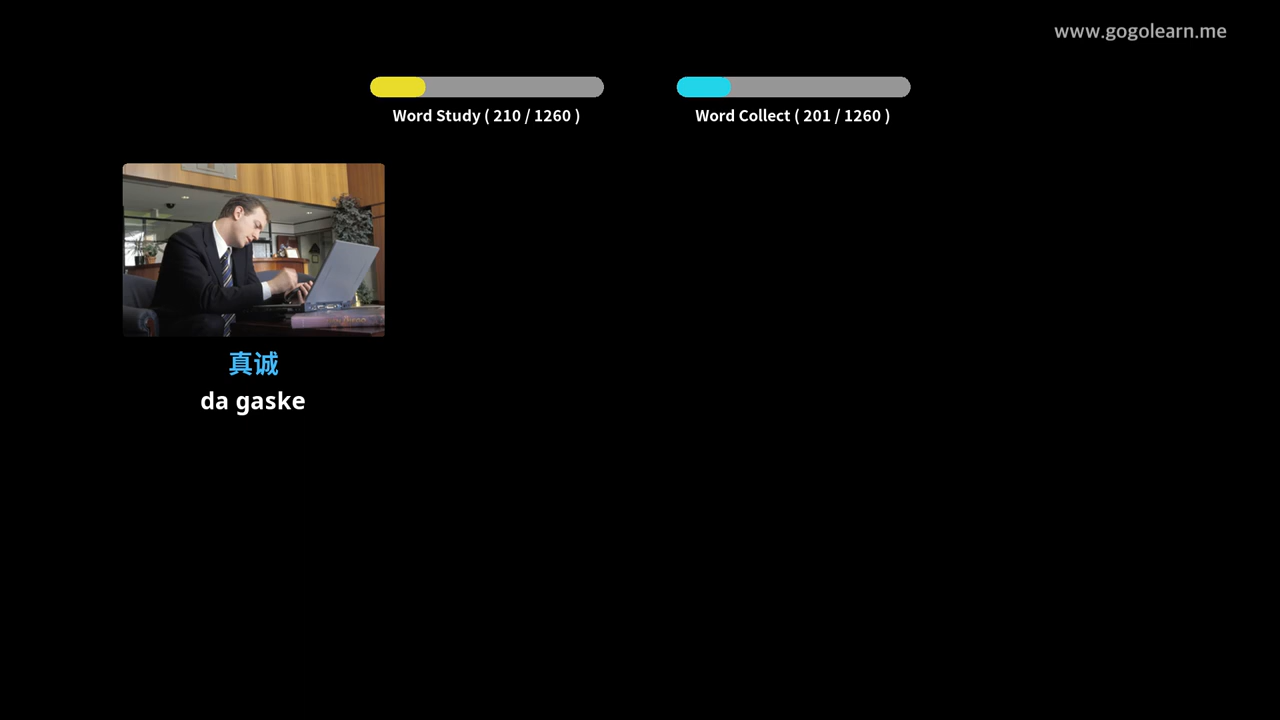 www.gogolearn.me
Word Study ( 210 / 1260 )
Word Collect ( 201 / 1260 )
真诚
da gaske